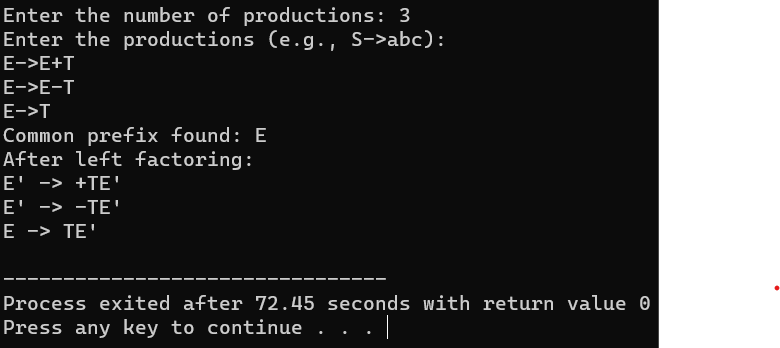 Enter the number of productions: 3
Enter the productions (e.g., S->abc):
E->E+T
E->E-T
E->T
Common prefix found: E
After left factoring:
E' -> +TE'
E' -> -TE'
E -> TE'
--------------------------------
Process exited after 72.45 seconds with return value 0
Press any key to continue . . .